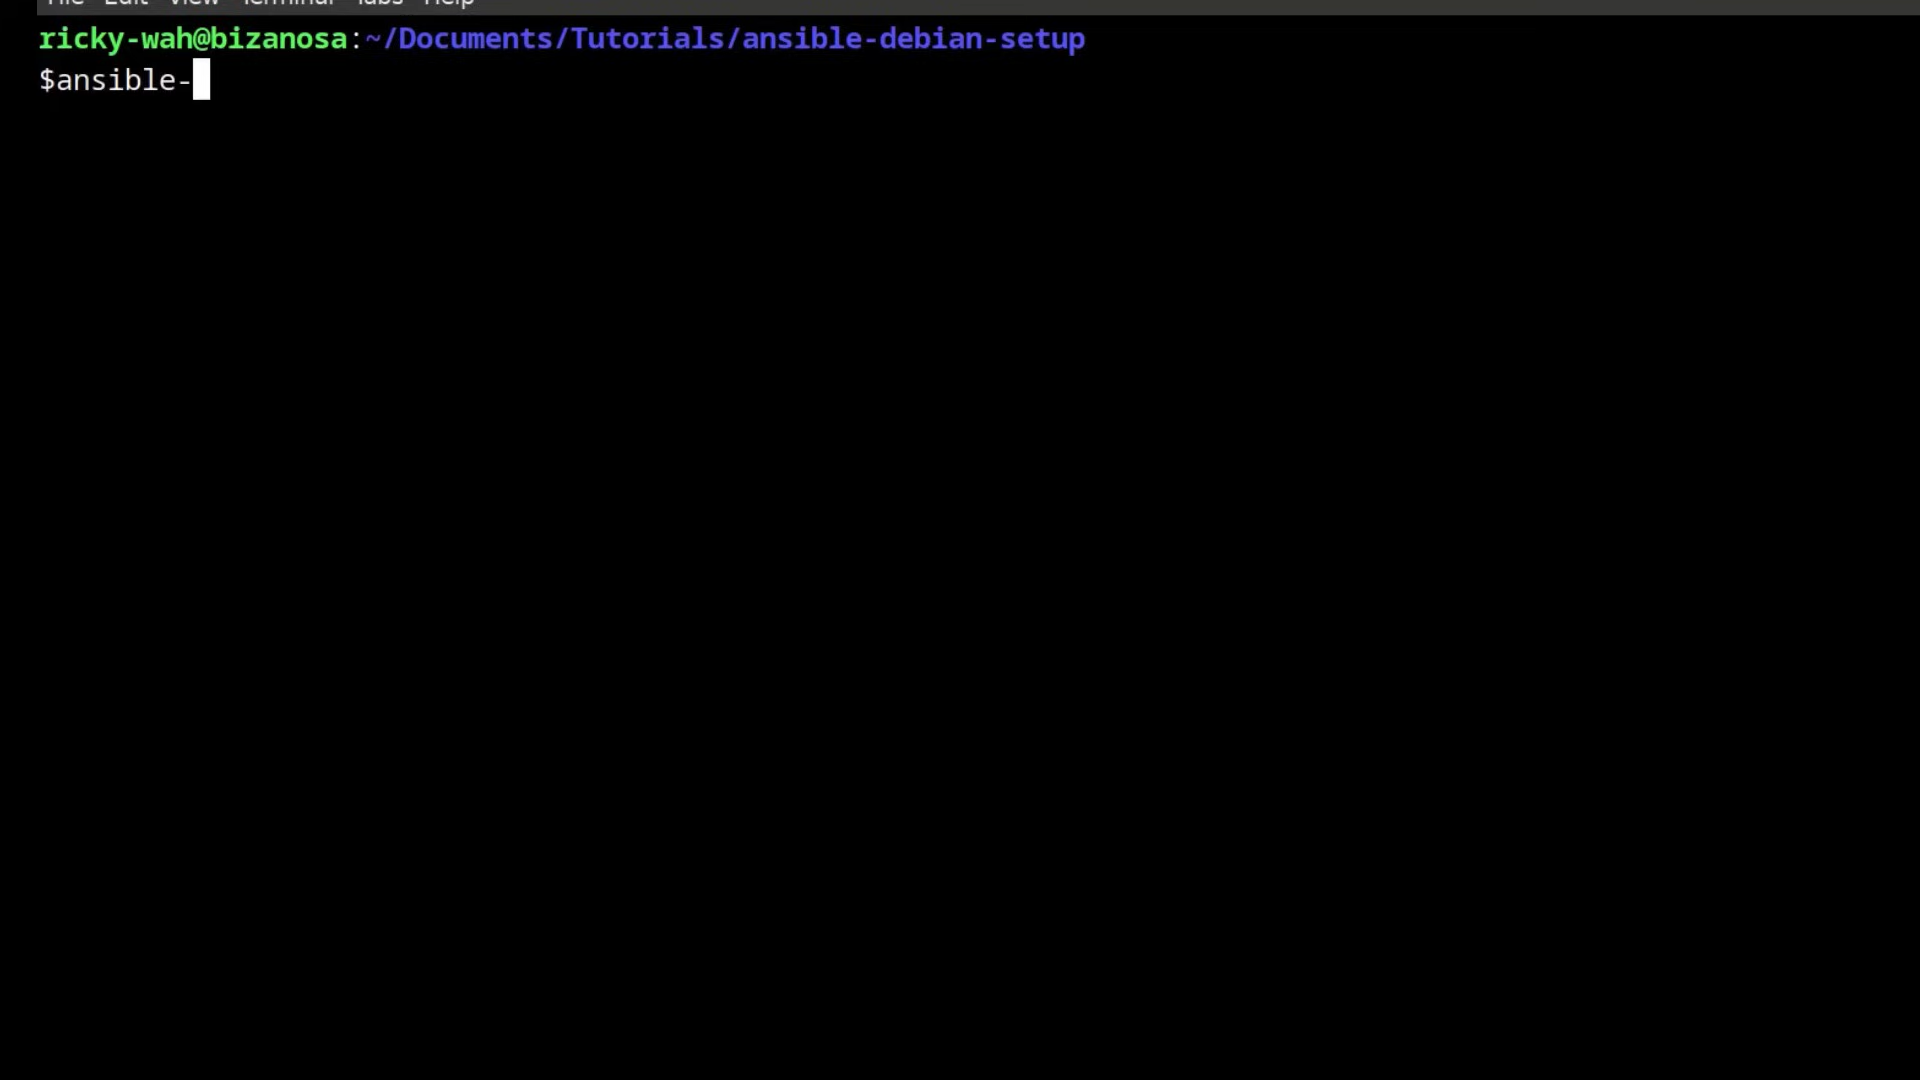 File Edit View Terminal Tabs Help
ricky-wah@bizanosa:~/Documents/Tutorials/ansible-debian-setup
$ansible-